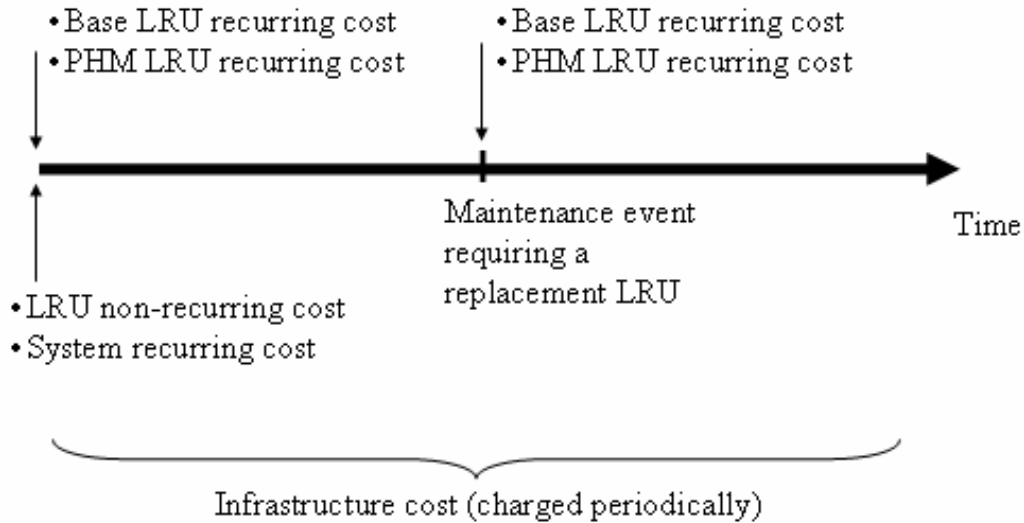 •Base LRU recurring cost
•PHM LRU recurring cost
•Base LRU recurring cost
•PHM LRU recurring cost
Maintenance event
requiring a
replacement LRU
Time
•LRU non-recurring cost
•System recurring cost
Infrastructure cost (charged periodically)